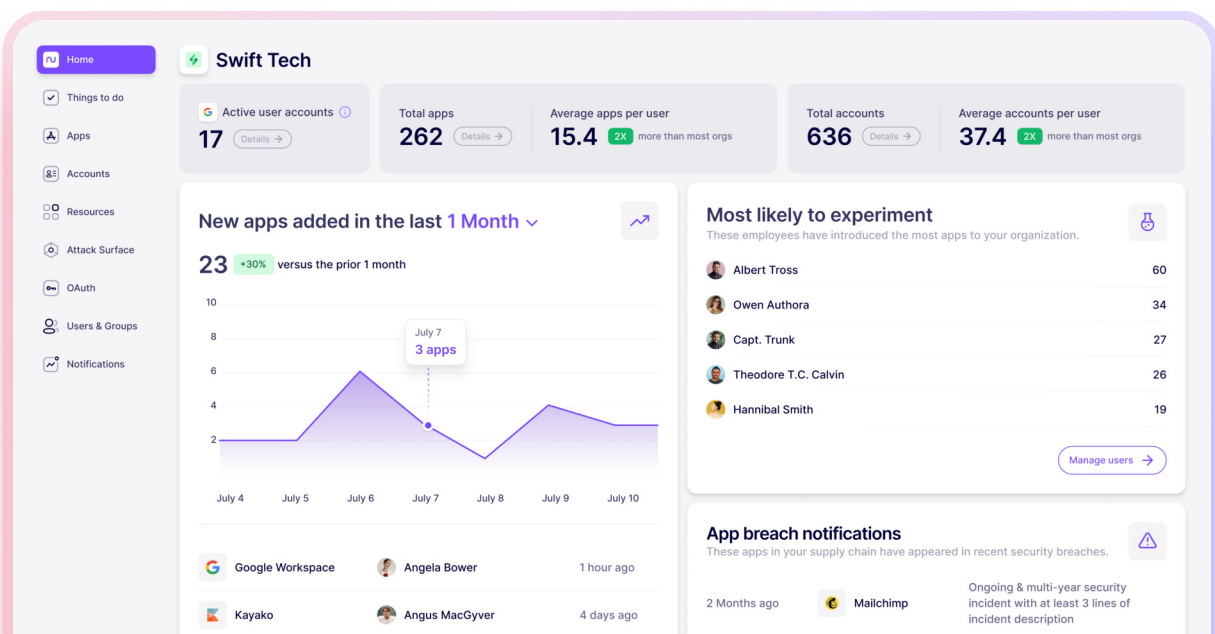 Home
Things to do
Apps
Accounts
Resources
Attack Surface
OAuth
Users & Groups
Notifications
Swift Tech
Active user accounts
17 Details →
Total apps
262 Details →
Average apps per user
15.4 2X more than most orgs
Total accounts
636 Details →
Average accounts per user
37.4 2X more than most orgs
New apps added in the last 1 Month
23 +30% versus the prior 1 month
10
8
6
4
2
July 7
3 apps
July 4 July 5 July 6 July 7 July 8 July 9 July 10
Google Workspace Angela Bower 1 hour ago
Kayako Angus MacGyver 4 days ago
Most likely to experiment
These employees have introduced the most apps to your organization.
Albert Tross 60
Owen Authora 34
Capt. Trunk 27
Theodore T.C. Calvin 26
Hannibal Smith 19
Manage users →
App breach notifications
These apps in your supply chain have appeared in recent security breaches.
2 Months ago Mailchimp
Ongoing & multi-year security
incident with at least 3 lines of
incident description